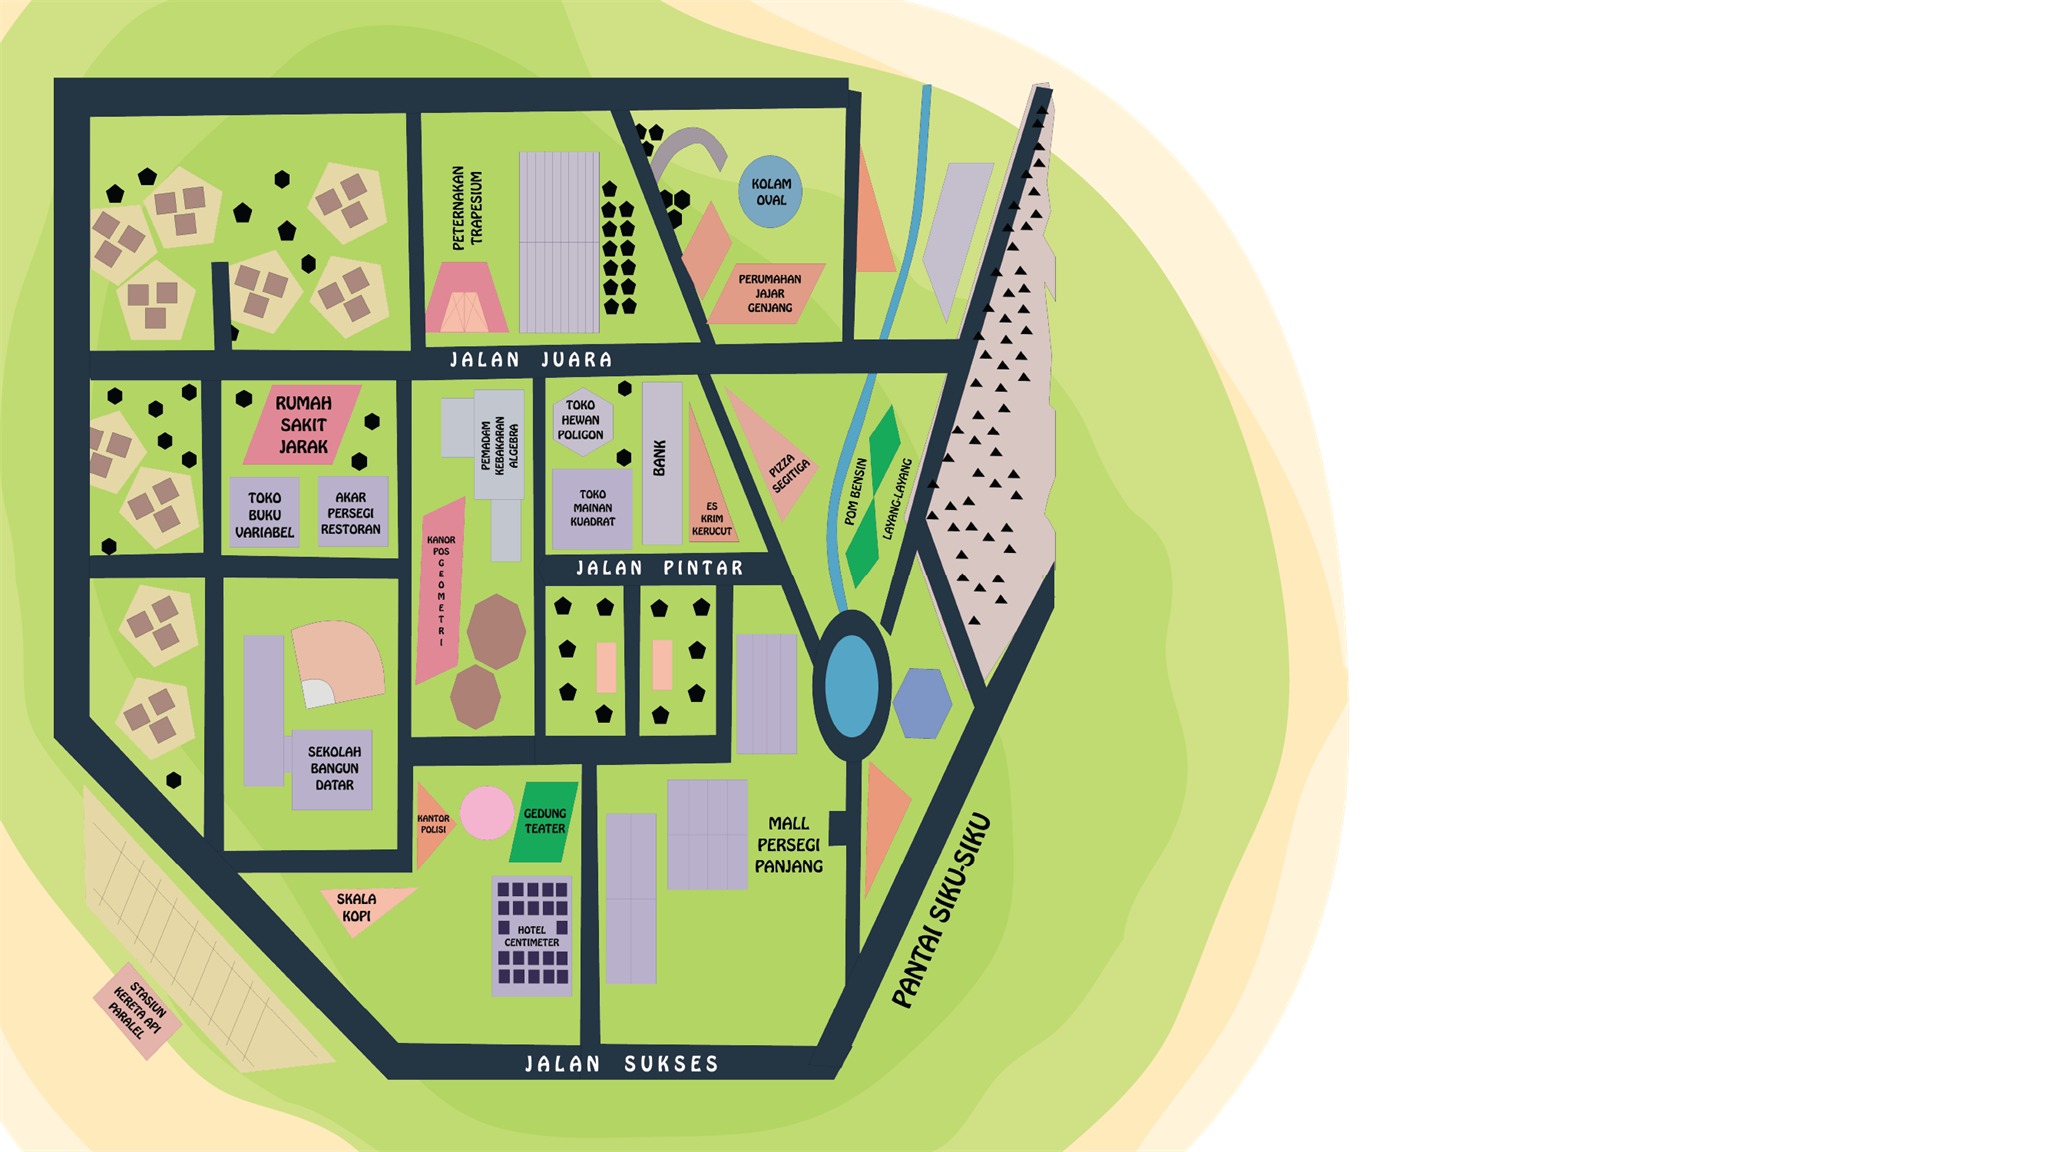 PETERNAKAN
TRAPESIUM
KOLAM
OVAL
PERUMAHAN
JAJAR
GENJANG
JALAN JUARA
RUMAH
SAKIT
JARAK
TOKO
BUKU
VARIABEL
AKAR
PERSEGI
RESTORAN
PEMADAM
KEBAKARAN
ALGEBRA
TOKO
HEWAN
POLIGON
TOKO
MAINAN
KUADRAT
BANK
ES
KRIM
KERUCUT
PIZZA
SEGITIGA
POM BENSIN
LAYANG-LAYANG
KANOR
POS
GEOMETRI
JALAN PINTAR
SEKOLAH
BANGUN
DATAR
KANTOR
POLISI
GEDUNG
TEATER
MALL
PERSEGI
PANJANG
SKALA
KOPI
HOTEL
CENTIMETER
PANTAI SIKU-SIKU
STASIUN
KERETA API
PARALEL
JALAN SUKSES